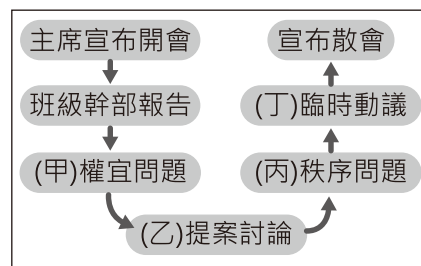 主席宣布開會
班級幹部報告
(甲)權宜問題
(乙)提案討論
(丙)秩序問題
(丁)臨時動議
宣布散會